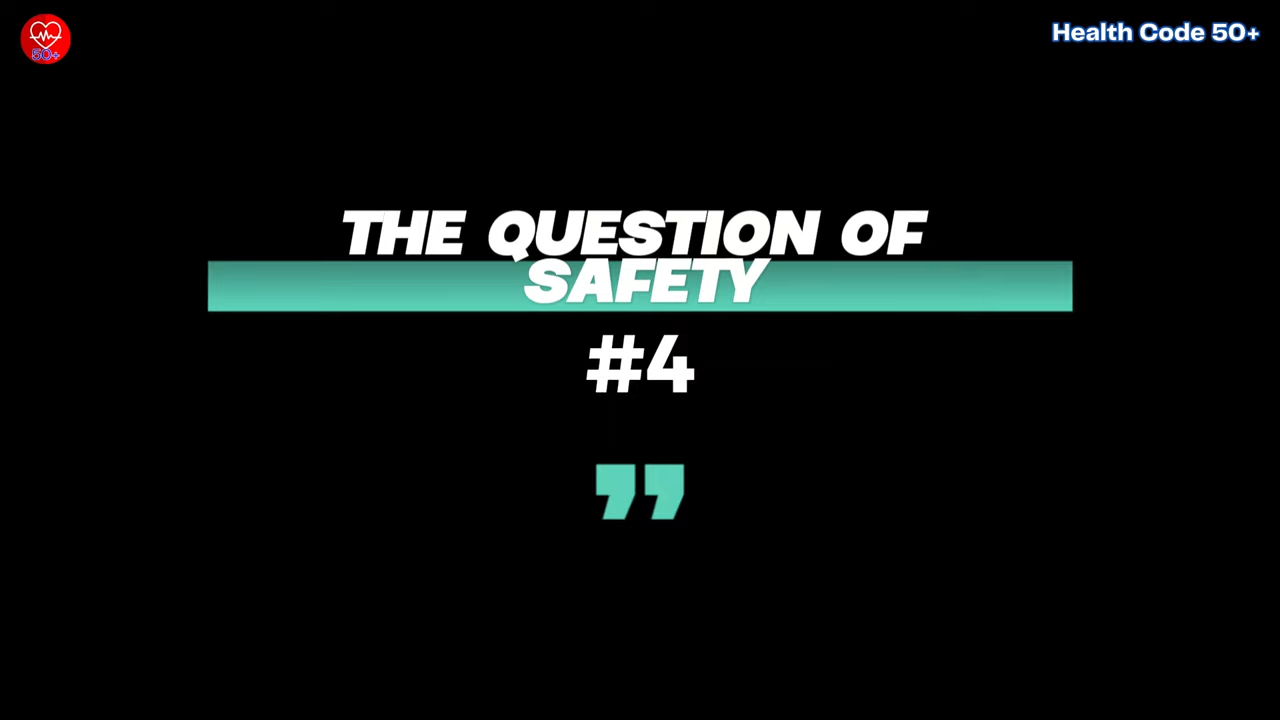 50+
Health Code 50+
THE QUESTION OF
SAFETY
#4
”